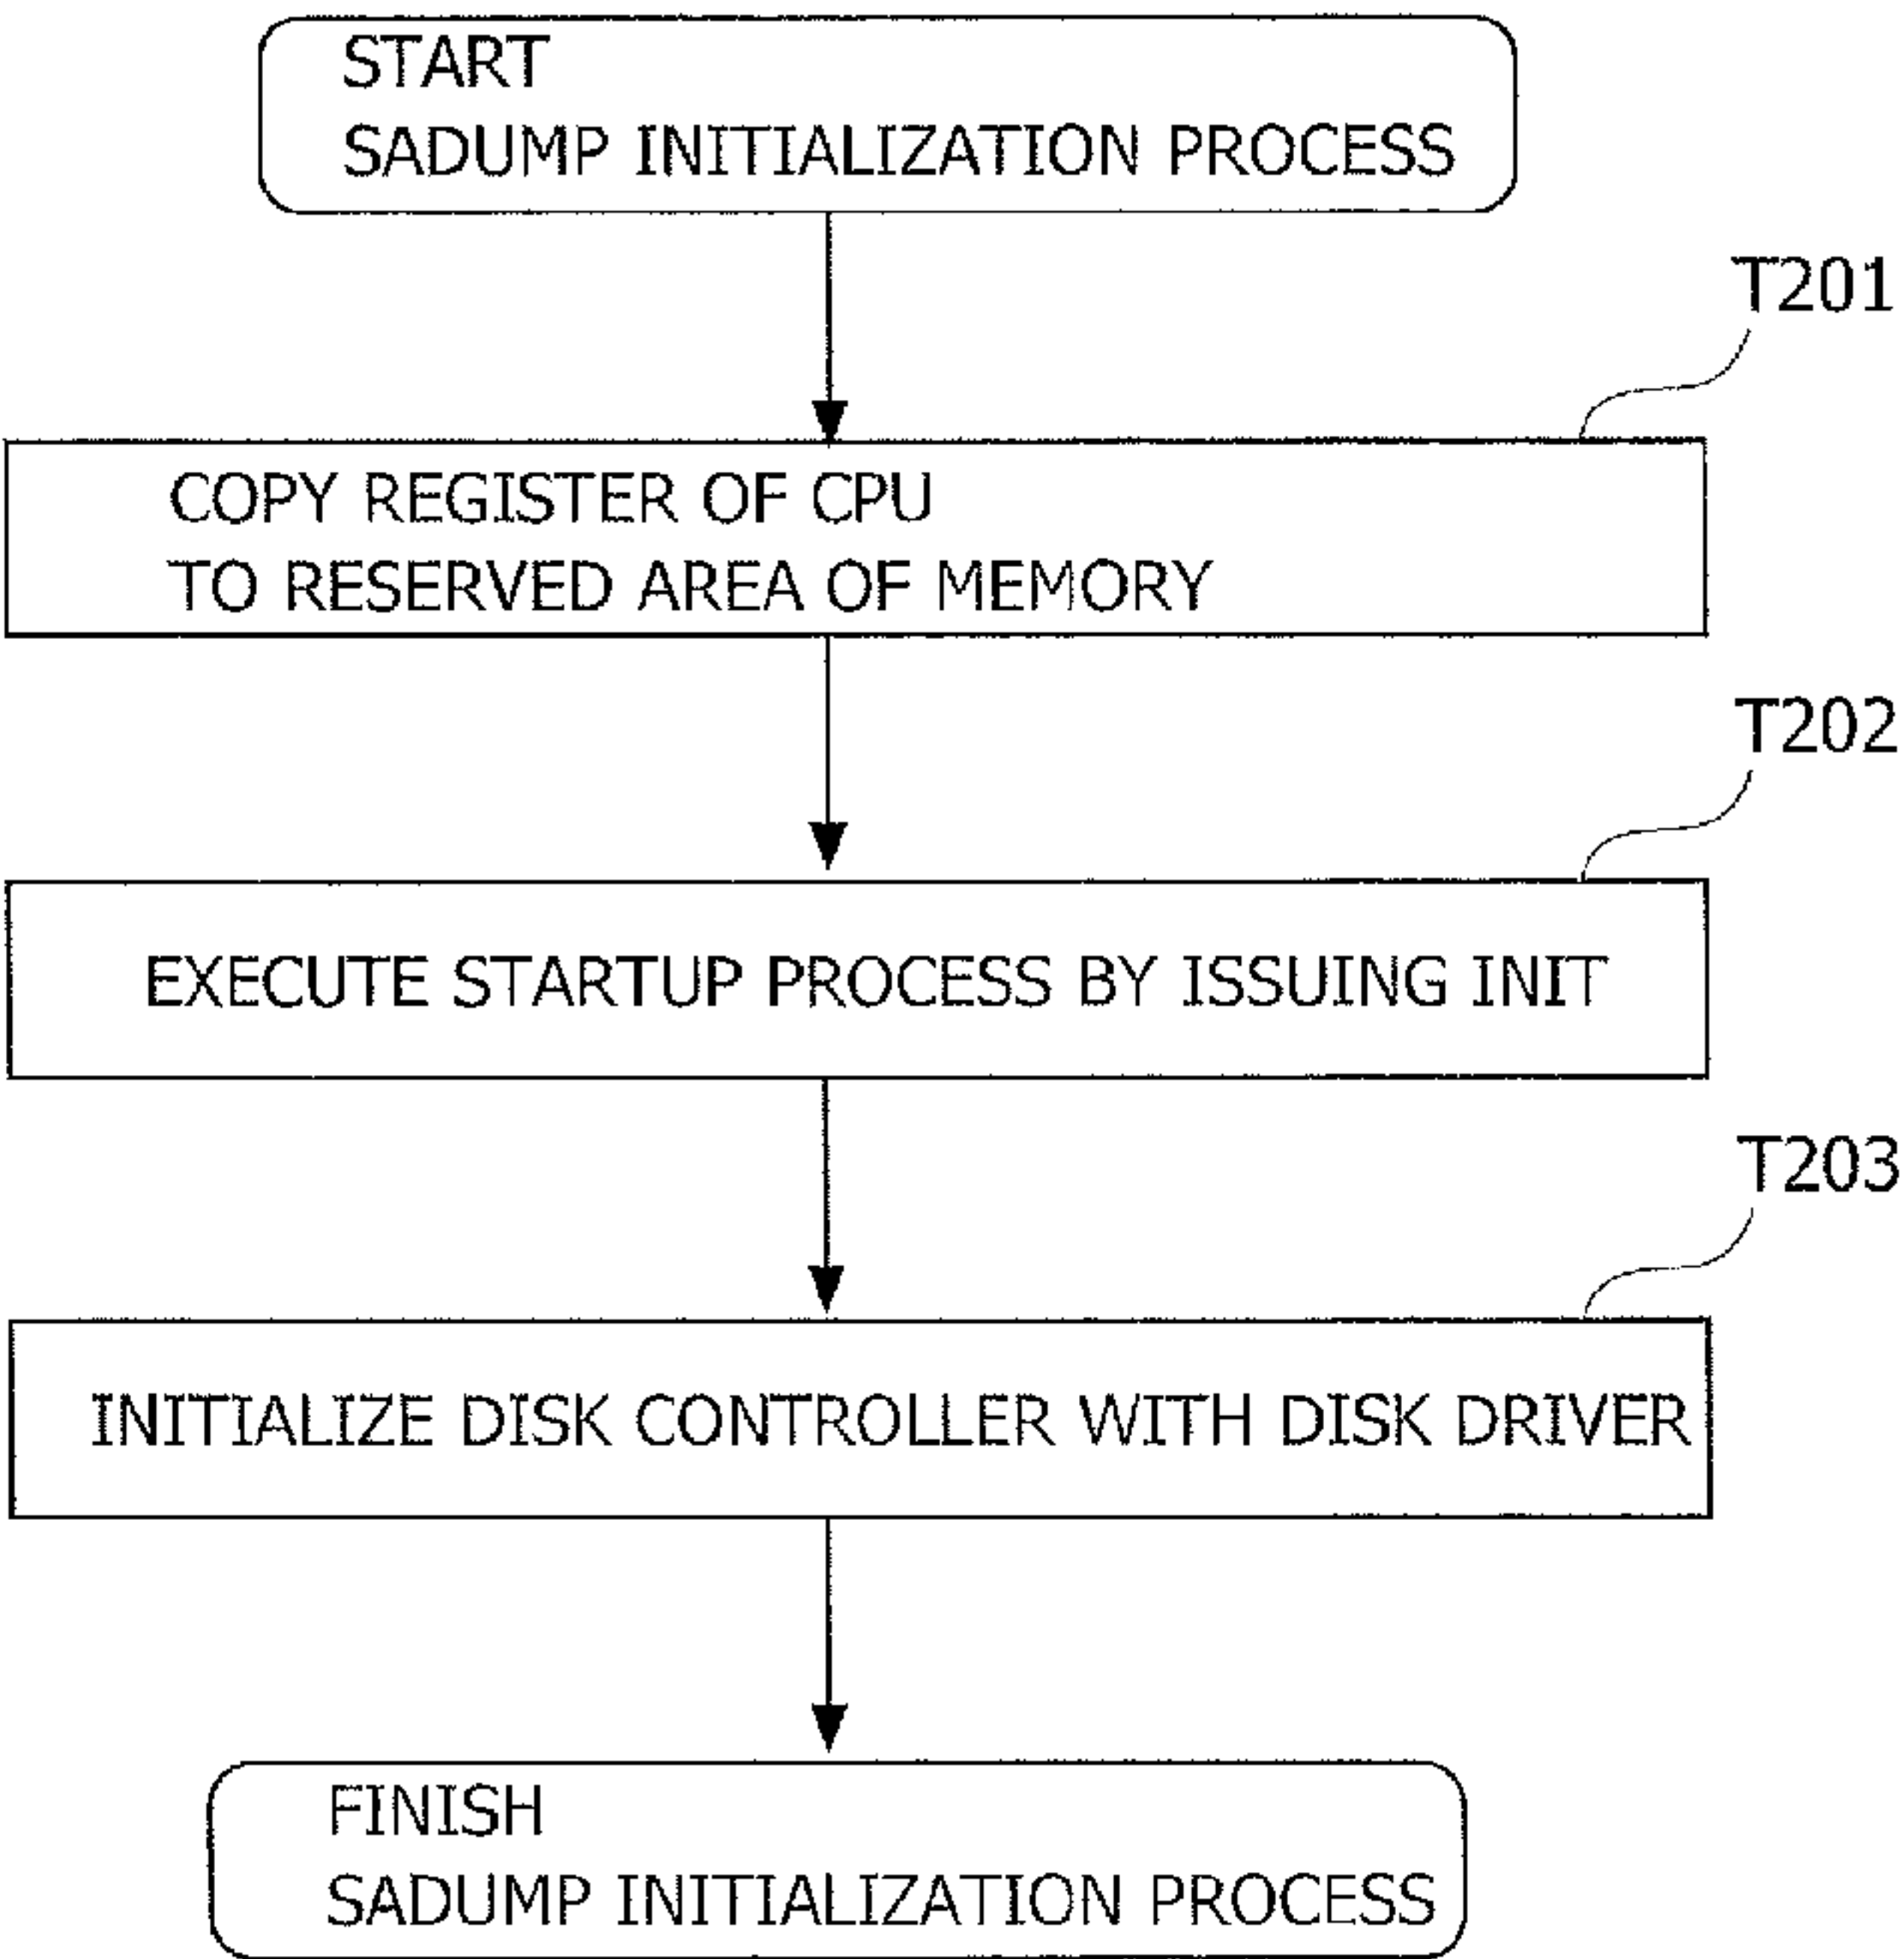 START
SADUMP INITIALIZATION PROCESS
T201
COPY REGISTER OF CPU
TO RESERVED AREA OF MEMORY
T202
EXECUTE STARTUP PROCESS BY ISSUING INIT
T203
INITIALIZE DISK CONTROLLER WITH DISK DRIVER
FINISH
SADUMP INITIALIZATION PROCESS